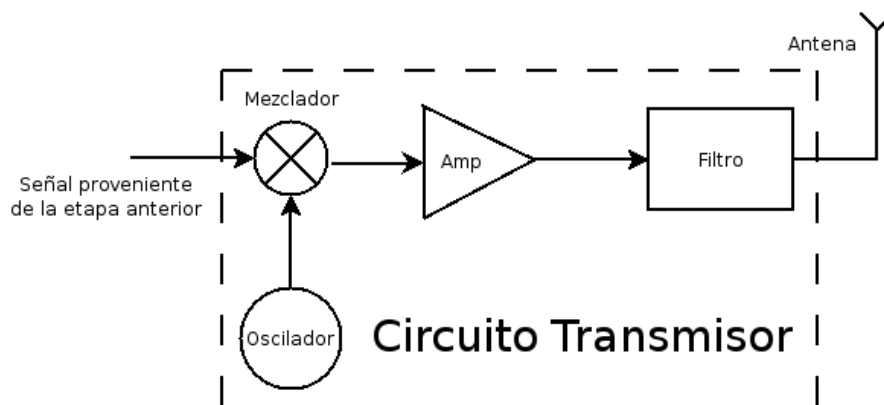 Antena
Mezclador
Amp
Filtro
Señal proveniente
de la etapa anterior
Oscilador
Circuito Transmisor